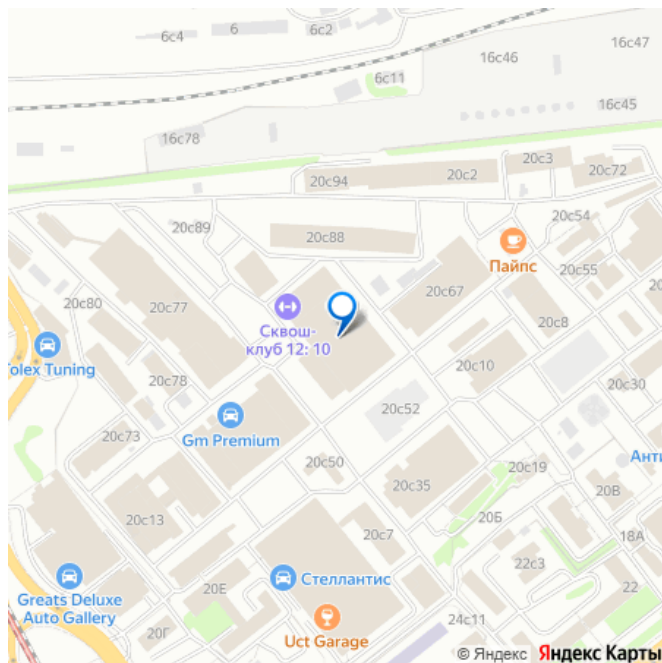 6с4
6
6с2
16с47
16с46
6с11
16с45
16с78
20с94
20с2
20с3
20с72
20с89
20с88
20с54
Пайпс
20с55
20с80
20с77
20с67
20с8
Сквош-
клуб 12: 10
olex Tuning
20с10
20с78
20с30
20с52
20с73
Gm Premium
Анти
20с50
20с19
20с35
20В
20с13
20Б
20с7
18А
22с3
Стеллантис
20Е
22
Greats Deluxe
Auto Gallery
20Г
24с11
Uct Garage
© Яндекс Яндекс Карты